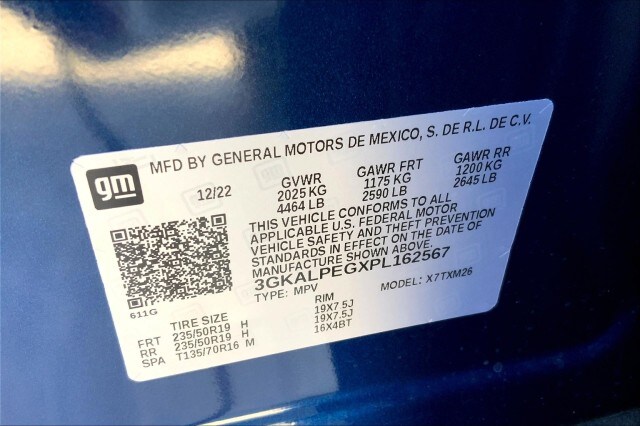 gm
MFD BY GENERAL MOTORS DE MEXICO, S. DE R.L. DE C.V.
12/22 GVWR GAWR FRT GAWR RR
2025 KG 1175 KG 1200 KG
4464 LB 2590 LB 2645 LB
THIS VEHICLE CONFORMS TO ALL
APPLICABLE U.S. FEDERAL MOTOR
VEHICLE SAFETY AND THEFT PREVENTION
STANDARDS IN EFFECT ON THE DATE OF
MANUFACTURE SHOWN ABOVE.
3GKALPEGXPL162567
TYPE: MPV MODEL: X7TXM26
611G
TIRE SIZE RIM
FRT 235/50R19 H 19X7.5J
RR 235/50R19 H 19X7.5J
SPA T135/70R16 M 16X4BT